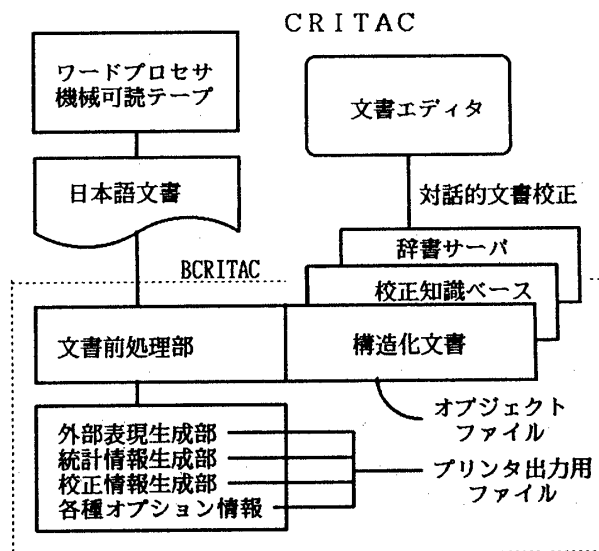 CRITAC
ワードプロセサ
機械可読テープ
文書エディタ
日本語文書
対話的文書校正
辞書サーバ
BCRITAC
校正知識ベース
文書前処理部
構造化文書
オブジェクト
ファイル
外部表現生成部
統計情報生成部
校正情報生成部
各種オプション情報
プリンタ出力用
ファイル